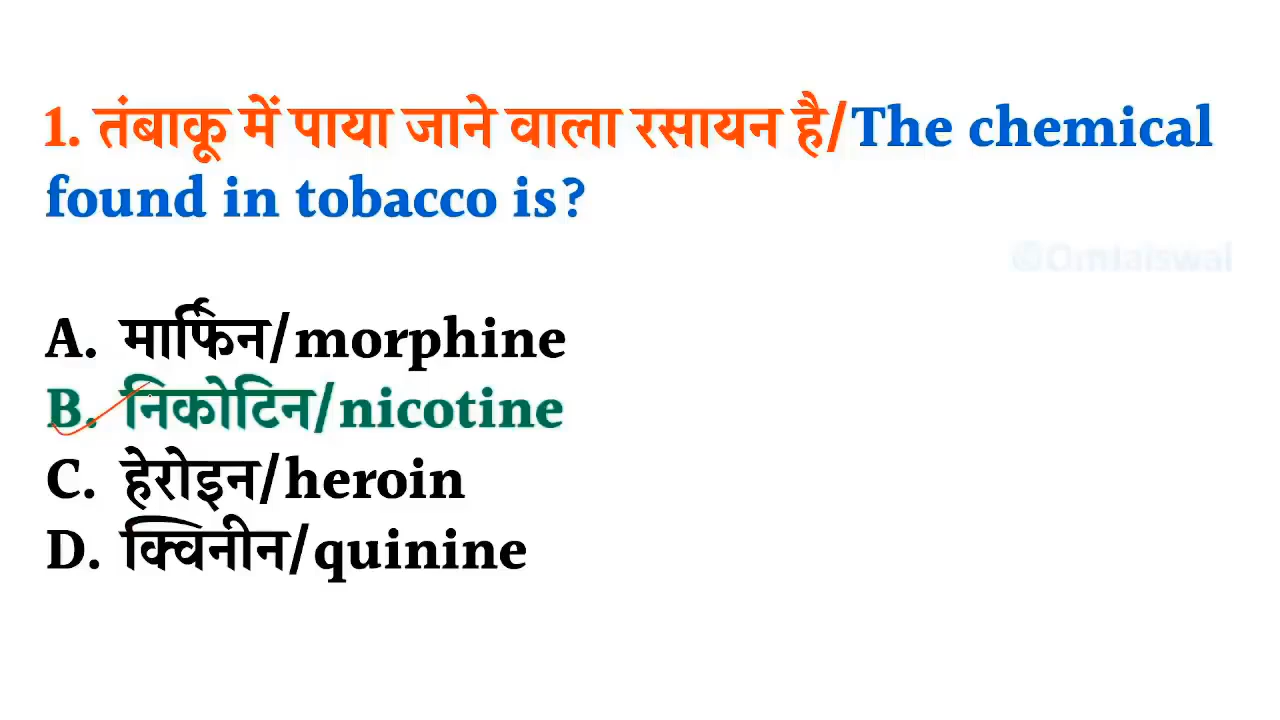 1. तंबाकू में पाया जाने वाला रसायन है/The chemical
found in tobacco is?
A. मार्फिन/morphine
B. निकोटिन/nicotine
C. हेरोइन/heroin
D. क्विनीन/quinine